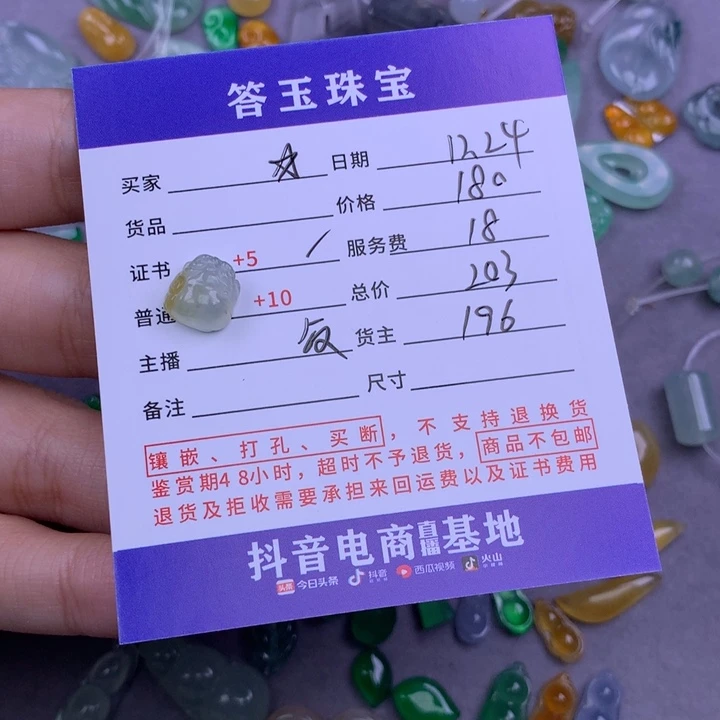 答玉珠宝
买家 ☆ 日期 12.24
货品 价格 180
证书 +5 / 服务费 18
普通 +10 总价 203
主播 货主 196
备注 尺寸
镶嵌、打孔、买断，不支持退换货
鉴赏期48小时，超时不予退货，商品不包邮
退货及拒收需要承担来回运费以及证书费用
抖音电商直播基地
头条 今日头条 抖音 西瓜视频 火山